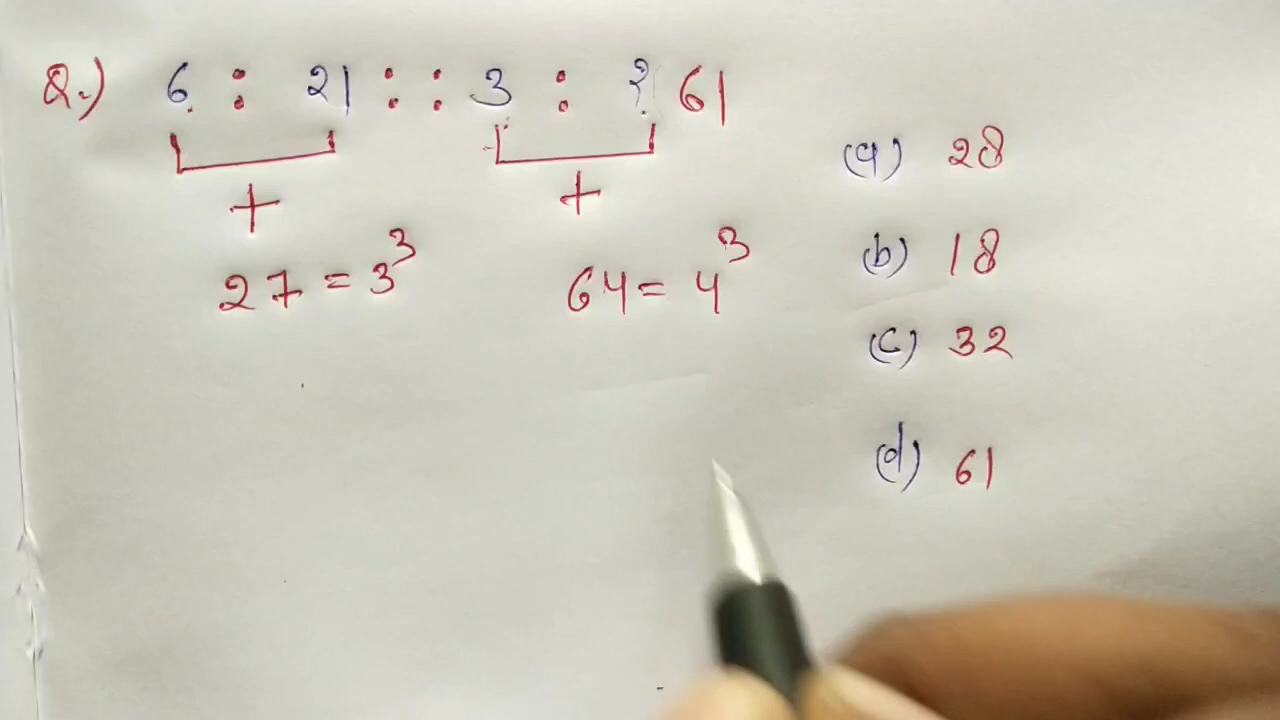 Q.) 6 : 21 : : 3 : ? 61
+ +
27 = 3³ 64 = 4³
(a) 28
(b) 18
(c) 32
(d) 61